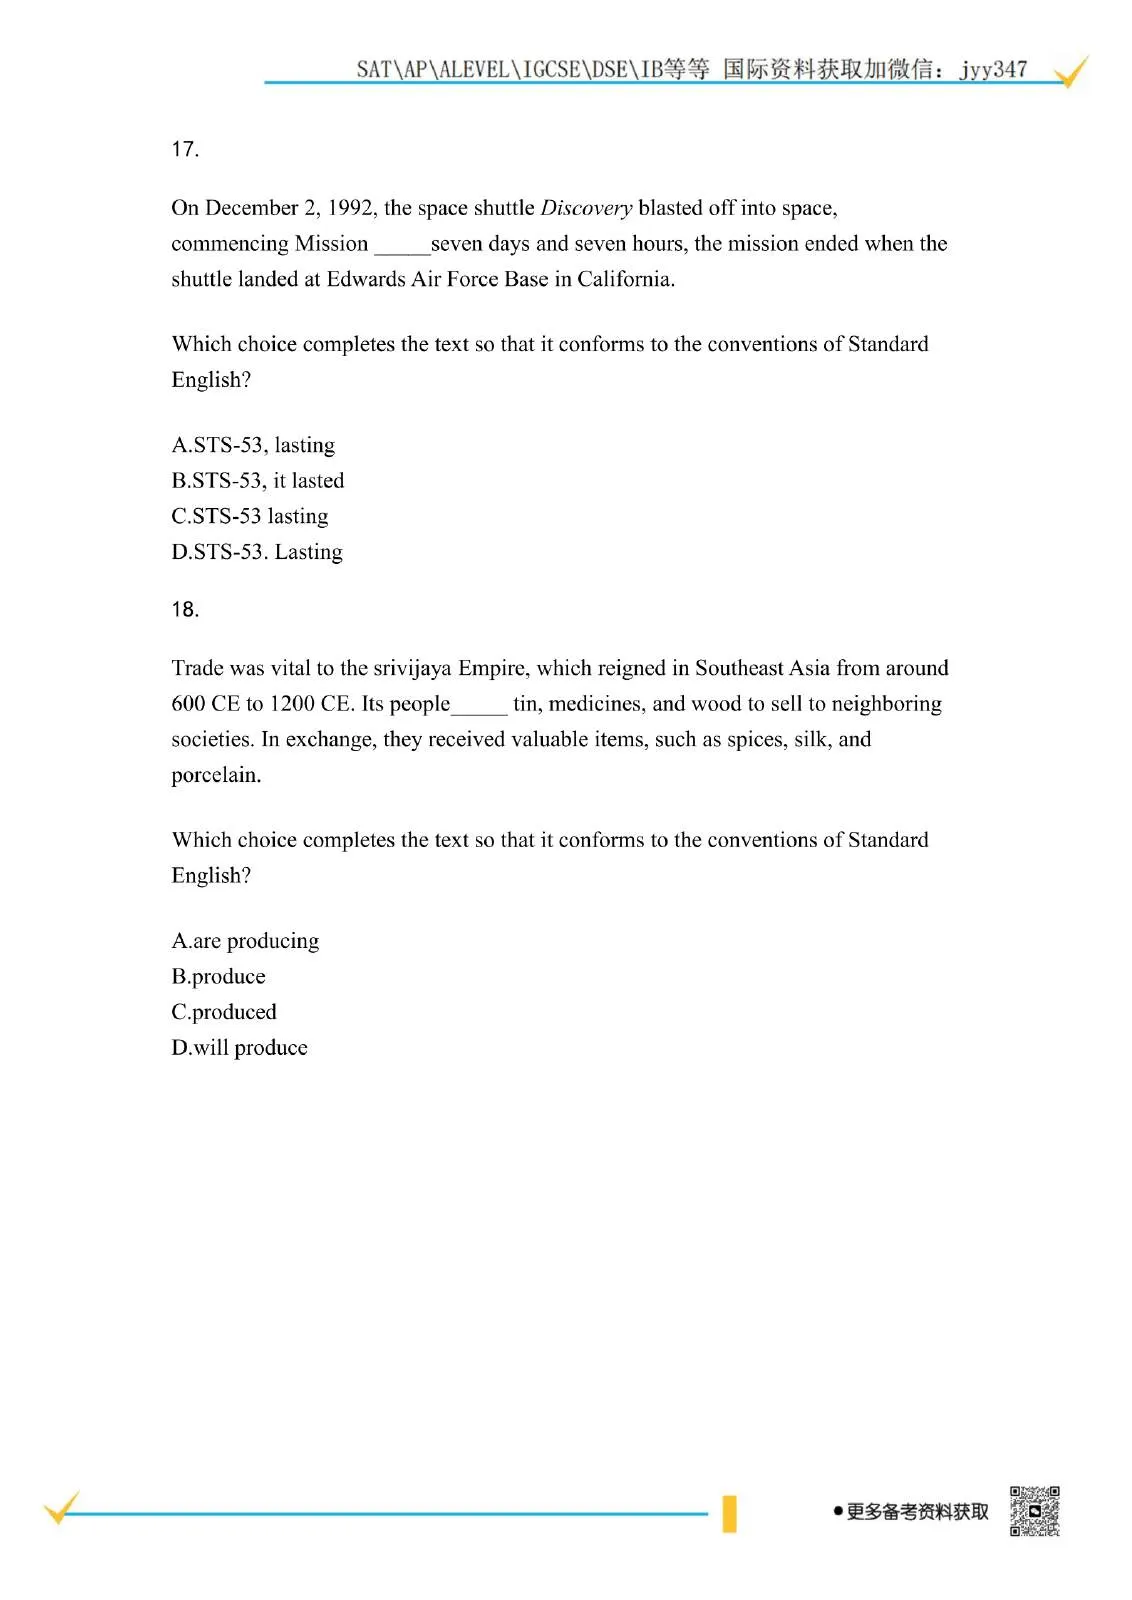 SAT\AP\ALEVEL\IGCSE\DSE\IB等等 国际资料获取加微信：jyy347
17.
On December 2, 1992, the space shuttle Discovery blasted off into space,
commencing Mission _____seven days and seven hours, the mission ended when the
shuttle landed at Edwards Air Force Base in California.
Which choice completes the text so that it conforms to the conventions of Standard
English?
A.STS-53, lasting
B.STS-53, it lasted
C.STS-53 lasting
D.STS-53. Lasting
18.
Trade was vital to the srivijaya Empire, which reigned in Southeast Asia from around
600 CE to 1200 CE. Its people_____ tin, medicines, and wood to sell to neighboring
societies. In exchange, they received valuable items, such as spices, silk, and
porcelain.
Which choice completes the text so that it conforms to the conventions of Standard
English?
A.are producing
B.produce
C.produced
D.will produce
●更多备考资料获取